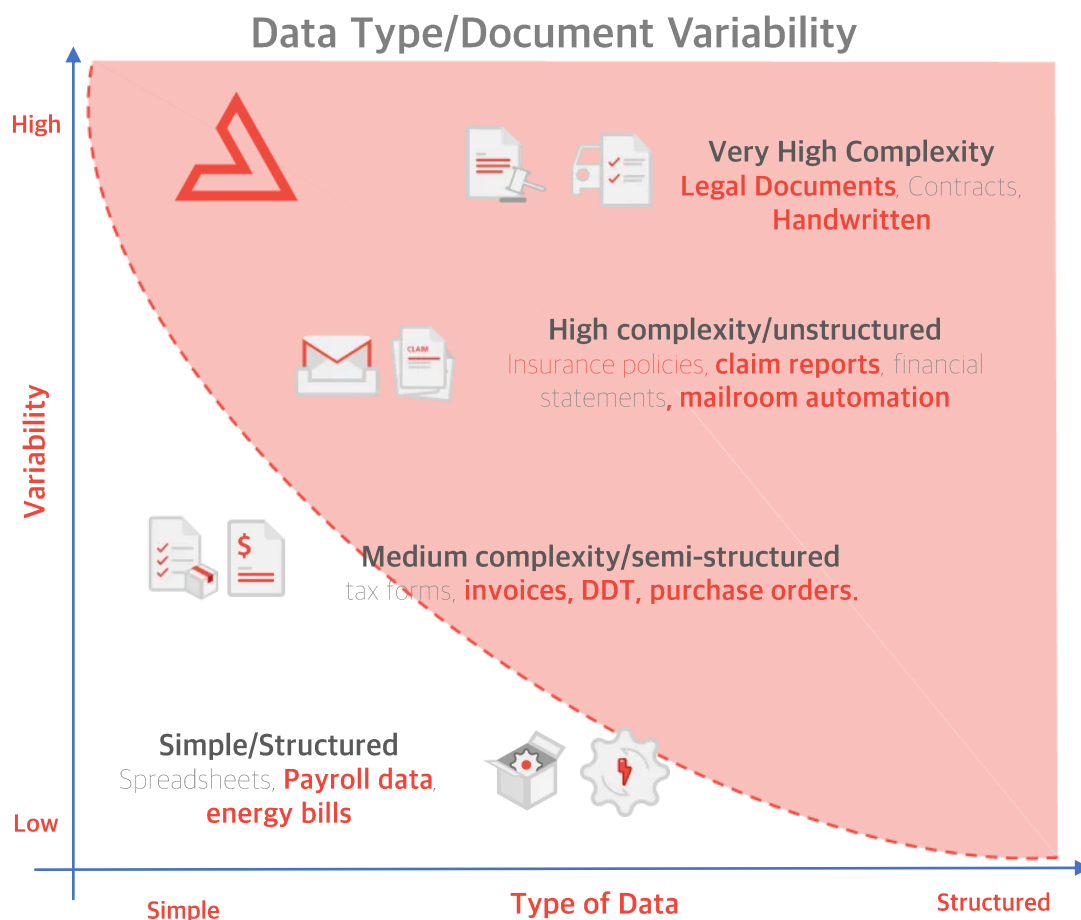 Data Type/Document Variability
High
Very High Complexity
Legal Documents, Contracts,
Handwritten
High complexity/unstructured
Insurance policies, claim reports, financial
statements, mailroom automation
CLAIM
Variability
$
Medium complexity/semi-structured
tax forms, invoices, DDT, purchase orders.
Simple/Structured
Spreadsheets, Payroll data,
energy bills
Low
Simple
Type of Data
Structured